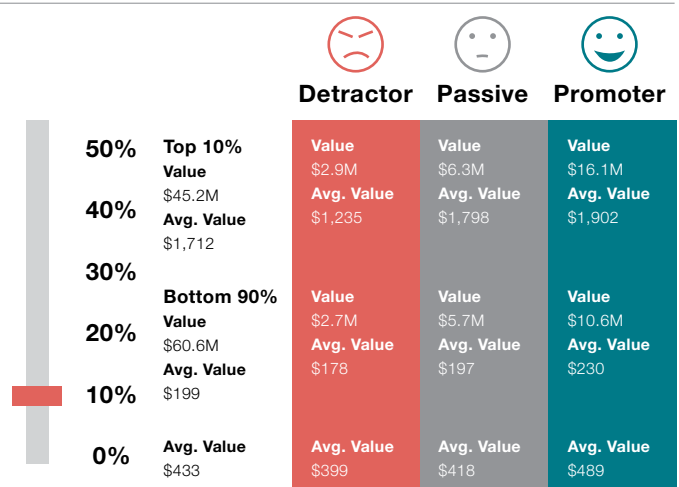 Detractor Passive Promoter
50%
40%
30%
20%
10%
0%
Top 10%
Value
$45.2M
Avg. Value
$1,712
Bottom 90%
Value
$60.6M
Avg. Value
$199
Avg. Value
$433
Value
$2.9M
Avg. Value
$1,235
Value
$2.7M
Avg. Value
$178
Avg. Value
$399
Value
$6.3M
Avg. Value
$1,798
Value
$5.7M
Avg. Value
$197
Avg. Value
$418
Value
$16.1M
Avg. Value
$1,902
Value
$10.6M
Avg. Value
$230
Avg. Value
$489